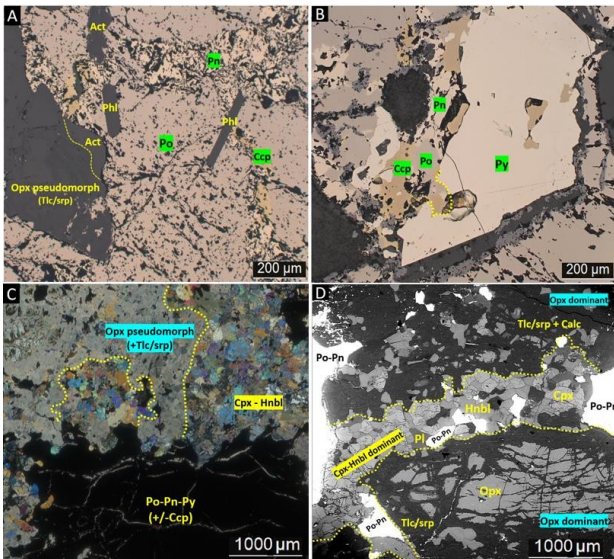 A
Act
Pn
Phl
Phl
Act
Po
Ccp
Opx pseudomorph
(Tlc/srp)
200 µm
B
Pn
Ccp
Po
Py
200 µm
C
Opx pseudomorph
(+Tlc/srp)
Cpx - Hnbl
Po-Pn-Py
(+/-Ccp)
1000 µm
D
Opx dominant
Tlc/srp + Calc
Po-Pn
Cpx
Po-Pn
Hnbl
Pl
Po-Pn
Cpx-Hnbl dominant
Opx
Po-Pn
Tlc/srp
Opx dominant
1000 µm